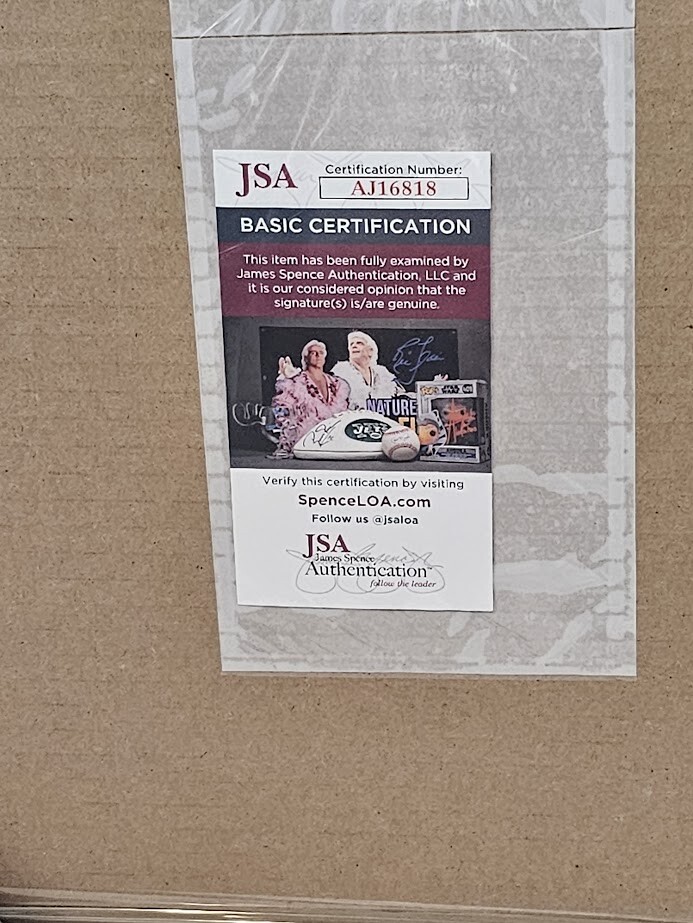 JSA
Certification Number:
AJ16818
BASIC CERTIFICATION
This item has been fully examined by
James Spence Authentication, LLC and
it is our considered opinion that the
signature(s) is/are genuine.
NATURE
JETS
Verify this certification by visiting
SpenceLOA.com
Follow us @jsaloa
JSA
James Spence
Authentication
follow the leader